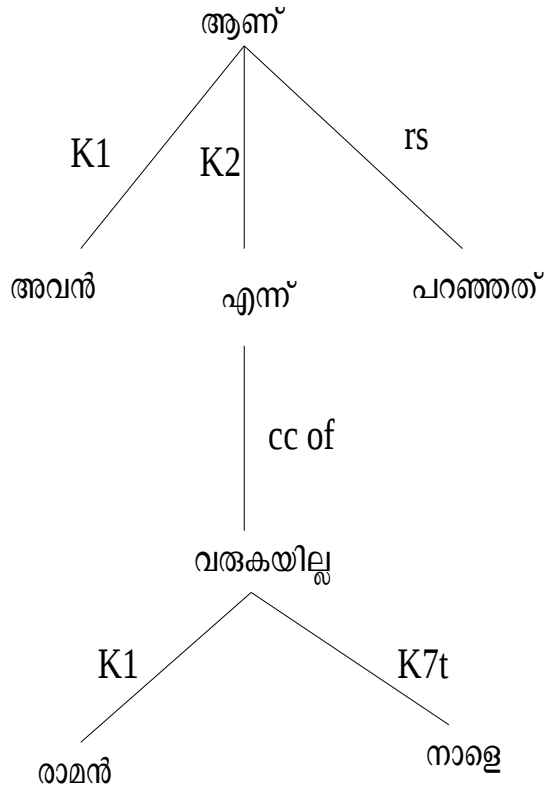 ആണ്
K1
K2
rs
അവൻ
എന്ന്
പറഞ്ഞത്
cc of
വരുകയില്ല
K1
K7t
രാമൻ
നാളെ